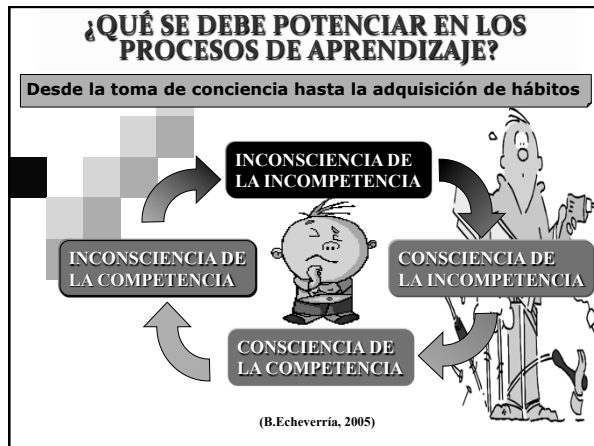 ¿QUÉ SE DEBE POTENCIAR EN LOS
PROCESOS DE APRENDIZAJE?
Desde la toma de conciencia hasta la adquisición de hábitos
INCONSCIENCIA DE
LA INCOMPETENCIA
INCONSCIENCIA DE
LA COMPETENCIA
CONSCIENCIA DE
LA INCOMPETENCIA
CONSCIENCIA DE
LA COMPETENCIA
(B.Echeverría, 2005)